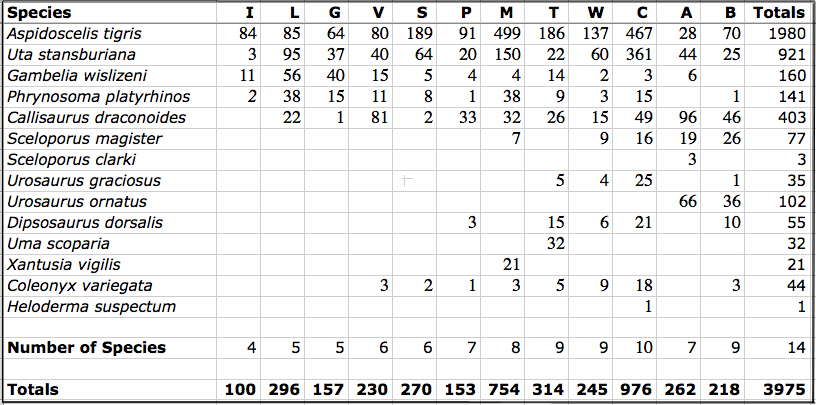 Species I L G V S P M T W C A B Totals
Aspidoscelis tigris 84 85 64 80 189 91 499 186 137 467 28 70 1980
Uta stansburiana 3 95 37 40 64 20 150 22 60 361 44 25 921
Gambelia wislizeni 11 56 40 15 5 4 4 14 2 3 6 160
Phrynosoma platyrhinos 2 38 15 11 8 1 38 9 3 15 1 141
Callisaurus draconoides 22 1 81 2 33 32 26 15 49 96 46 403
Sceloporus magister 7 9 16 19 26 77
Sceloporus clarki 3 3
Urosaurus graciosus 5 4 25 1 35
Urosaurus ornatus 66 36 102
Dipsosaurus dorsalis 3 15 6 21 10 55
Uma scoparia 32 32
Xantusia vigilis 21 21
Coleonyx variegata 3 2 1 3 5 9 18 3 44
Heloderma suspectum 1 1
Number of Species 4 5 5 6 6 7 8 9 9 10 7 9 14
Totals 100 296 157 230 270 153 754 314 245 976 262 218 3975